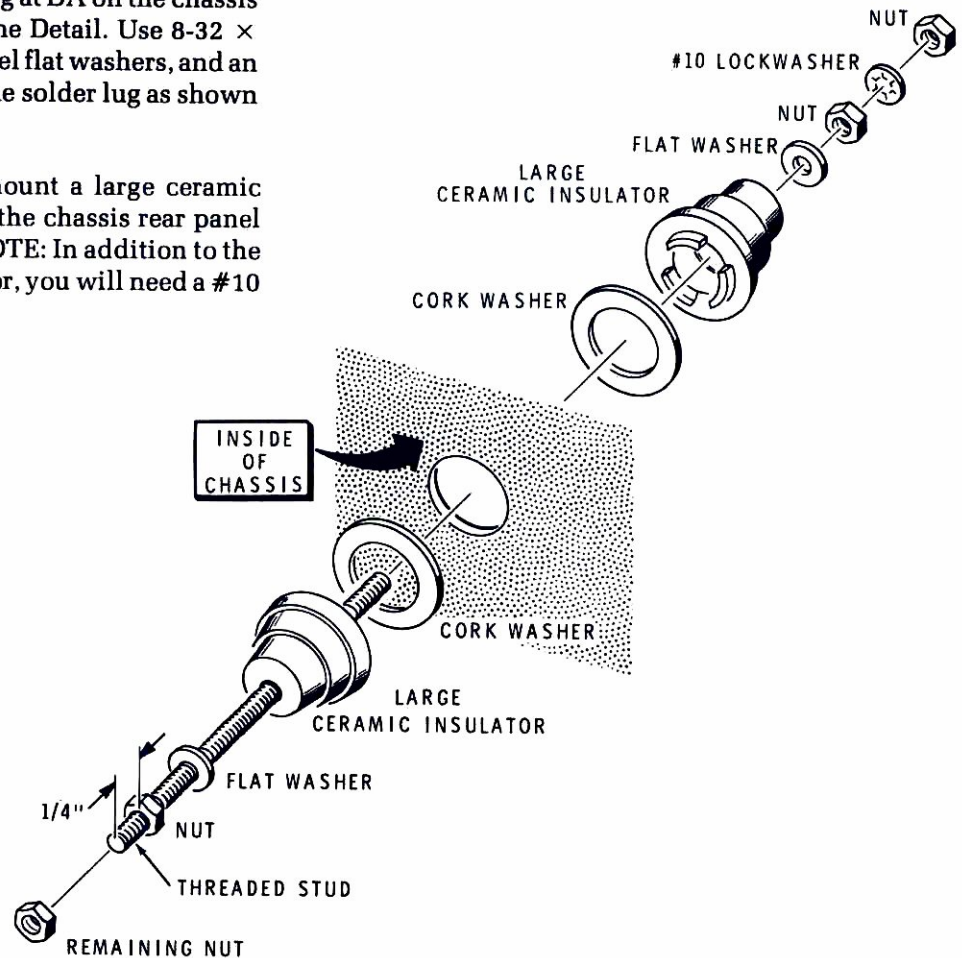 g at DA on the chassis
ne Detail. Use 8-32 ×
el flat washers, and an
e solder lug as shown
ount a large ceramic
the chassis rear panel
OTE: In addition to the
or, you will need a #10
NUT
#10 LOCKWASHER
NUT
FLAT WASHER
LARGE
CERAMIC INSULATOR
CORK WASHER
INSIDE
OF
CHASSIS
CORK WASHER
LARGE
CERAMIC INSULATOR
FLAT WASHER
1/4"
NUT
THREADED STUD
REMAINING NUT